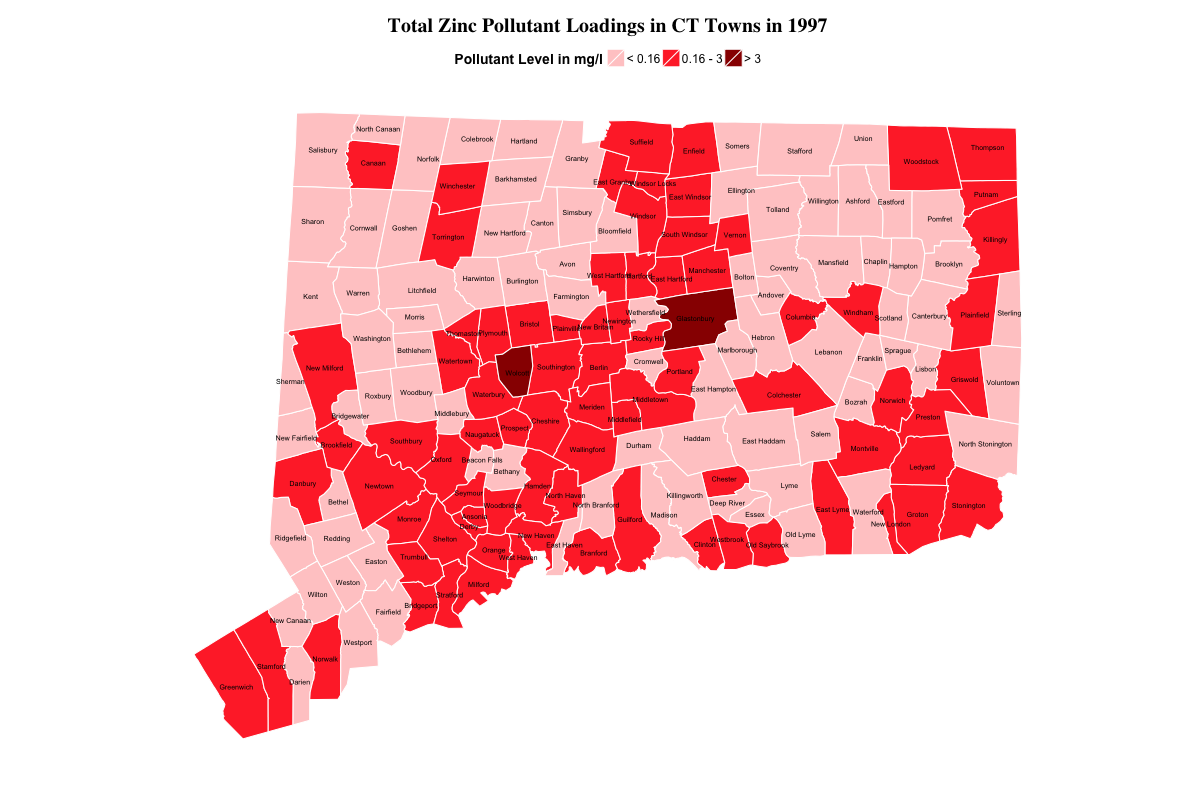 Total Zinc Pollutant Loadings in CT Towns in 1997
Pollutant Level in mg/l < 0.16 0.16 - 3 > 3
North Canaan
Colebrook
Hartland
Union
Salisbury
Canaan
Norfolk
Granby
Suffield
Enfield
Somers
Stafford
Woodstock
Thompson
Winchester
Barkhamsted
East Granby
Windsor Locks
East Windsor
Ellington
Tolland
Willington
Ashford
Eastford
Putnam
Sharon
Cornwall
Goshen
Torrington
New Hartford
Canton
Simsbury
Bloomfield
Windsor
South Windsor
Vernon
Pomfret
Killingly
Kent
Warren
Litchfield
Harwinton
Burlington
Avon
Farmington
West Hartford
Hartford
East Hartford
Manchester
Bolton
Coventry
Andover
Mansfield
Chaplin
Hampton
Brooklyn
Morris
Washington
Bethlehem
Thomaston
Plymouth
Bristol
Plainville
New Britain
Newington
Wethersfield
Glastonbury
Rocky Hill
Hebron
Columbia
Windham
Scotland
Canterbury
Plainfield
Sterling
New Milford
Sherman
Watertown
Wolcott
Southington
Berlin
Cromwell
Portland
Marlborough
Lebanon
Franklin
Sprague
Lisbon
Griswold
Voluntown
Roxbury
Woodbury
Waterbury
Middlebury
Bridgewater
Meriden
Middletown
Middlefield
East Hampton
Colchester
Bozrah
Norwich
Preston
New Fairfield
Brookfield
Southbury
Naugatuck
Prospect
Cheshire
Wallingford
Durham
Haddam
East Haddam
Salem
Montville
Ledyard
North Stonington
Danbury
Bethel
Newtown
Oxford
Beacon Falls
Bethany
Hamden
North Haven
North Branford
Guilford
Madison
Killingworth
Chester
Deep River
Essex
Lyme
East Lyme
Waterford
New London
Groton
Stonington
Seymour
Woodbridge
Ansonia
Derby
Monroe
Shelton
Ridgefield
Redding
Easton
Trumbull
Orange
West Haven
New Haven
East Haven
Branford
Clinton
Westbrook
Old Saybrook
Old Lyme
Wilton
Weston
Fairfield
Bridgeport
Stratford
Milford
New Canaan
Westport
Greenwich
Stamford
Darien
Norwalk